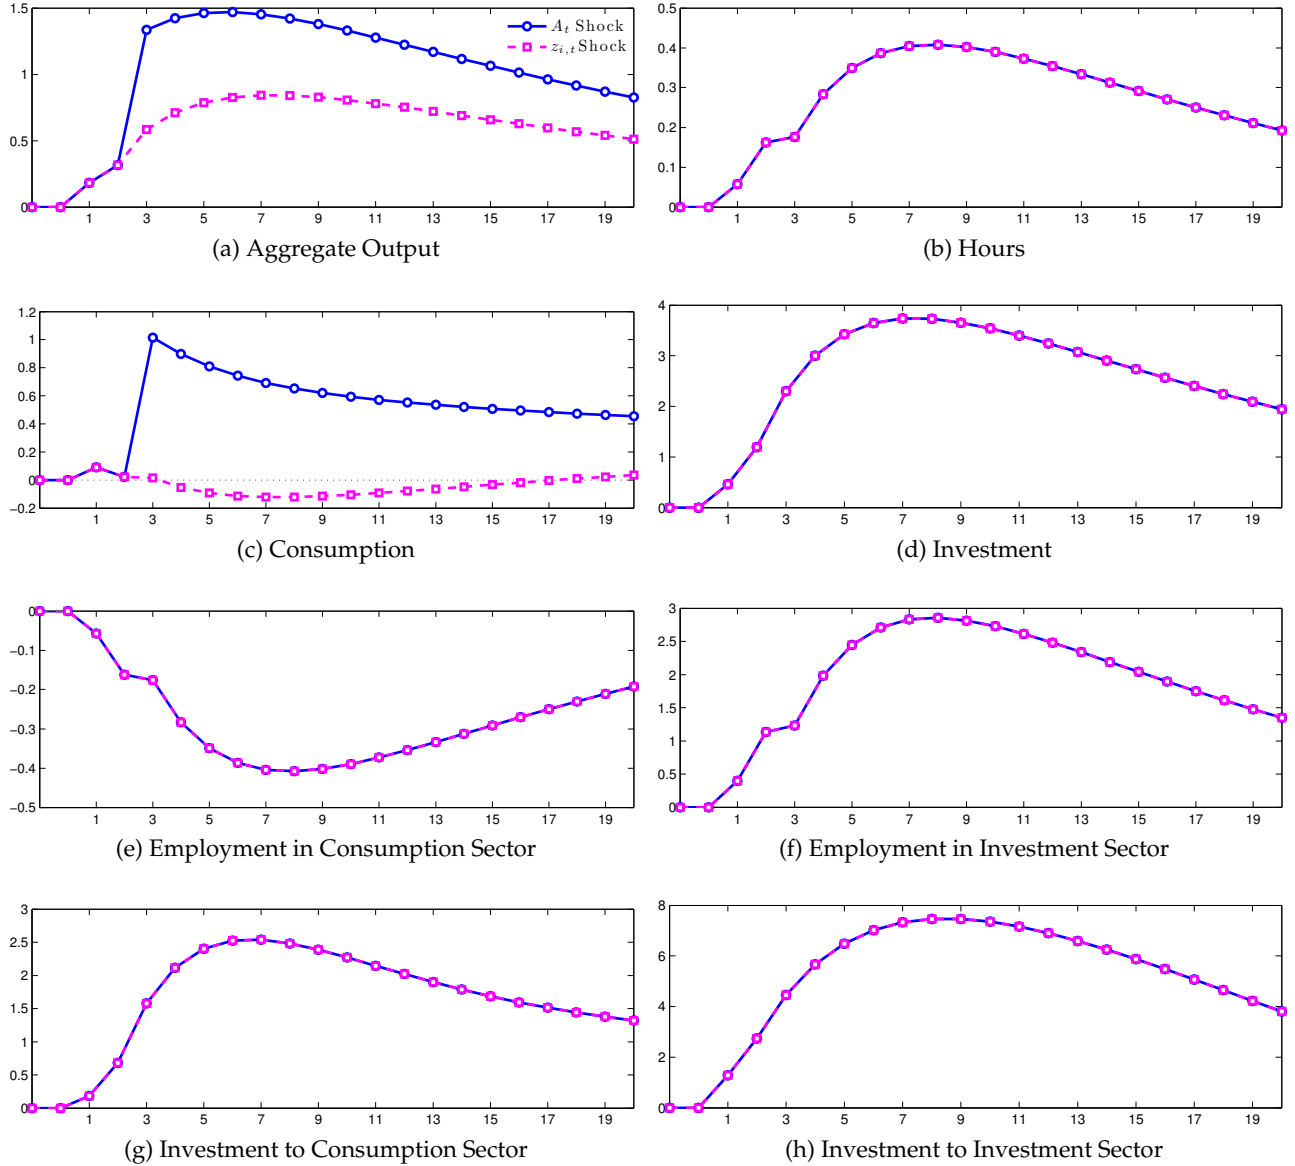 1.5
1
0.5
0
A_t Shock
z_{i,t} Shock
1 3 5 7 9 11 13 15 17 19
(a) Aggregate Output
0.5
0.4
0.3
0.2
0.1
0
1 3 5 7 9 11 13 15 17 19
(b) Hours
1.2
1
0.8
0.6
0.4
0.2
0
−0.2
1 3 5 7 9 11 13 15 17 19
(c) Consumption
4
3
2
1
0
1 3 5 7 9 11 13 15 17 19
(d) Investment
0
−0.1
−0.2
−0.3
−0.4
−0.5
1 3 5 7 9 11 13 15 17 19
(e) Employment in Consumption Sector
3
2.5
2
1.5
1
0.5
0
1 3 5 7 9 11 13 15 17 19
(f) Employment in Investment Sector
3
2.5
2
1.5
1
0.5
0
1 3 5 7 9 11 13 15 17 19
(g) Investment to Consumption Sector
8
6
4
2
0
1 3 5 7 9 11 13 15 17 19
(h) Investment to Investment Sector